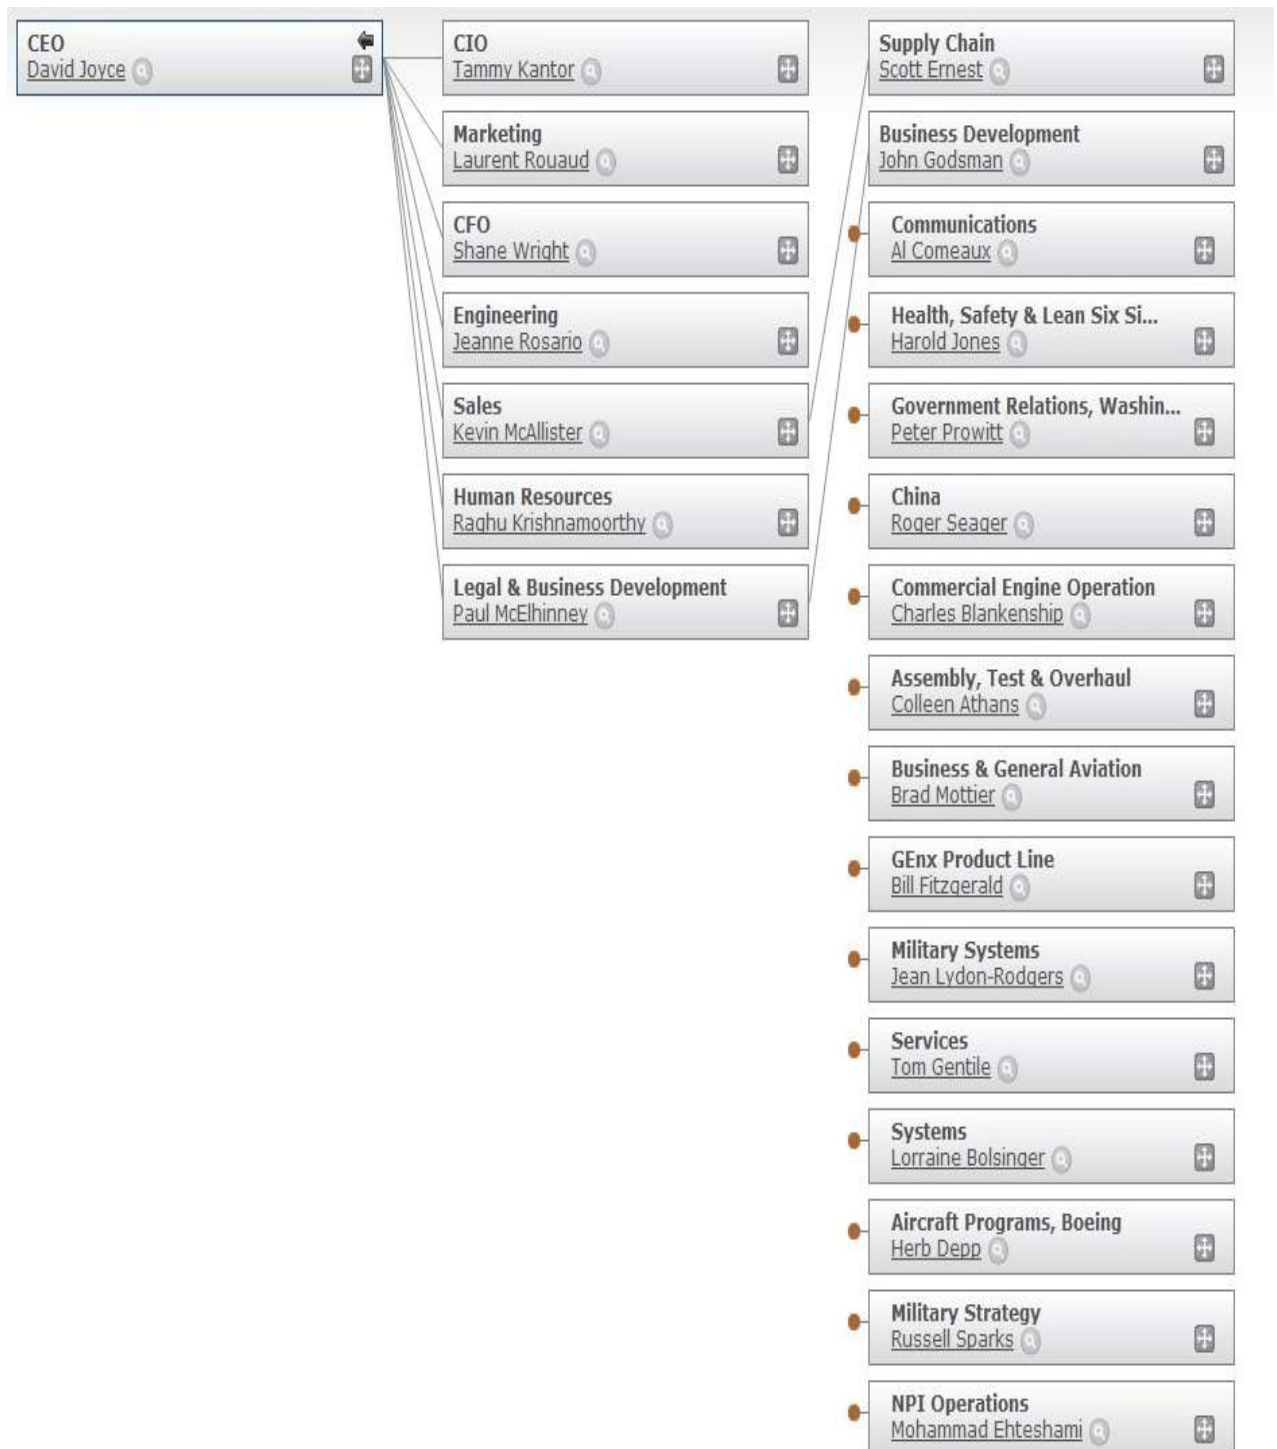 CEO
David Joyce
CIO
Tammy Kantor
Marketing
Laurent Rouaud
CFO
Shane Wright
Engineering
Jeanne Rosario
Sales
Kevin McAllister
Human Resources
Raghu Krishnamoorthy
Legal & Business Development
Paul McElhinney
Supply Chain
Scott Ernest
Business Development
John Godsman
Communications
Al Comeaux
Health, Safety & Lean Six Si...
Harold Jones
Government Relations, Washin...
Peter Prowitt
China
Roger Seager
Commercial Engine Operation
Charles Blankenship
Assembly, Test & Overhaul
Colleen Athans
Business & General Aviation
Brad Mottier
GEnx Product Line
Bill Fitzgerald
Military Systems
Jean Lydon-Rodgers
Services
Tom Gentile
Systems
Lorraine Bolsinger
Aircraft Programs, Boeing
Herb Depp
Military Strategy
Russell Sparks
NPI Operations
Mohammad Ehteshami